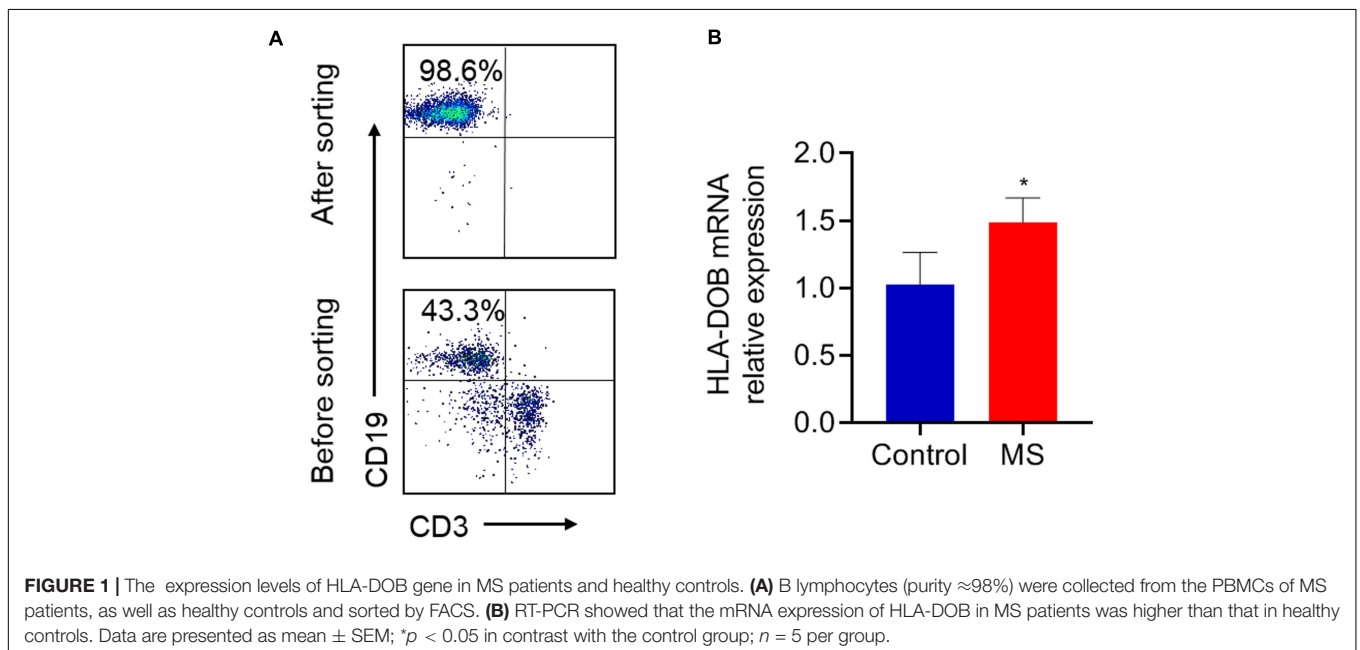 A
After sorting
98.6%
Before sorting
43.3%
CD19
CD3
B
HLA-DOB mRNA
relative expression
2.0
1.5
1.0
0.5
0.0
*
Control
MS
FIGURE 1 | The expression levels of HLA-DOB gene in MS patients and healthy controls. (A) B lymphocytes (purity ≈98%) were collected from the PBMCs of MS
patients, as well as healthy controls and sorted by FACS. (B) RT-PCR showed that the mRNA expression of HLA-DOB in MS patients was higher than that in healthy
controls. Data are presented as mean ± SEM; *p < 0.05 in contrast with the control group; n = 5 per group.